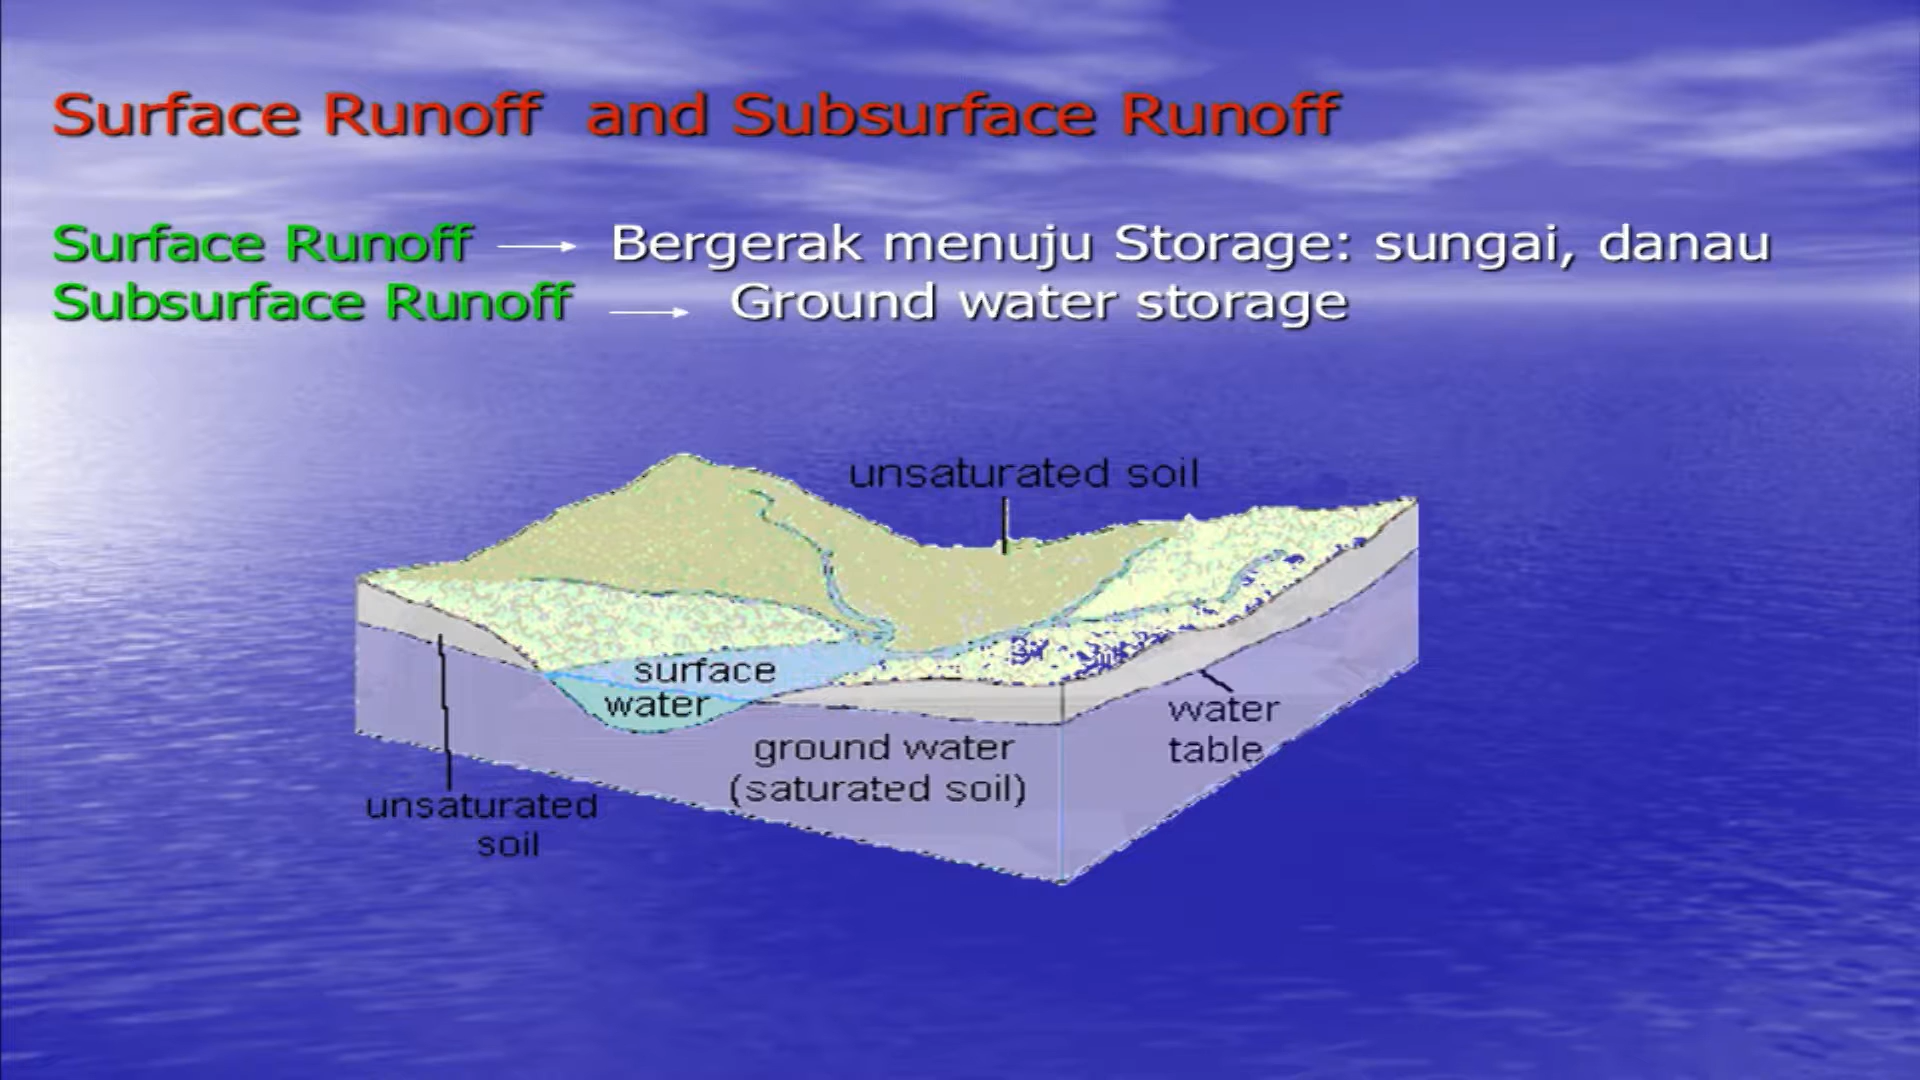 Surface Runoff and Subsurface Runoff
Surface Runoff → Bergerak menuju Storage: sungai, danau
Subsurface Runoff → Ground water storage
unsaturated soil
surface
water
water
table
ground water
(saturated soil)
unsaturated
soil